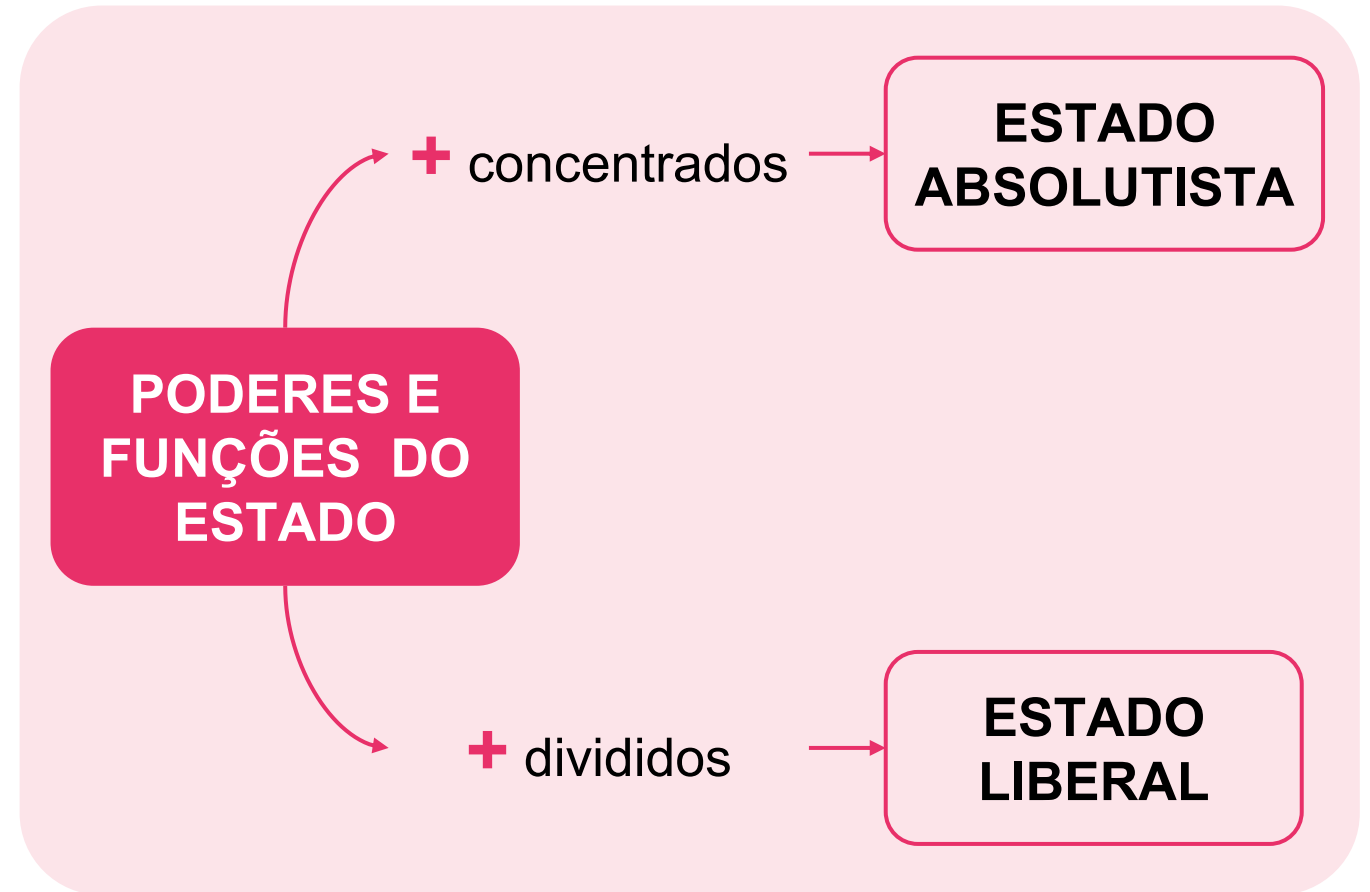 + concentrados
ESTADO
ABSOLUTISTA
PODERES E
FUNÇÕES DO
ESTADO
+ divididos
ESTADO
LIBERAL